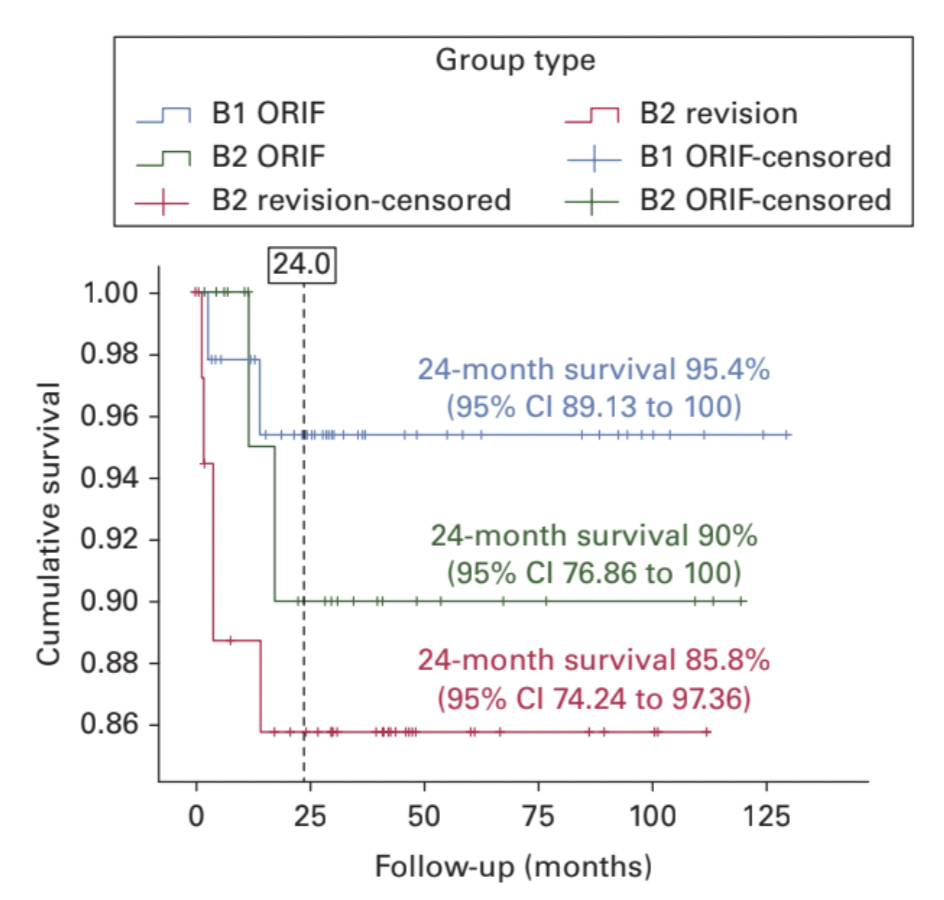 Group type
B1 ORIF
B2 revision
B2 ORIF
B1 ORIF-censored
B2 revision-censored
B2 ORIF-censored
24.0
1.00
0.98
0.96
0.94
0.92
0.90
0.88
0.86
Cumulative survival
24-month survival 95.4%
(95% CI 89.13 to 100)
24-month survival 90%
(95% CI 76.86 to 100)
24-month survival 85.8%
(95% CI 74.24 to 97.36)
0
25
50
75
100
125
Follow-up (months)